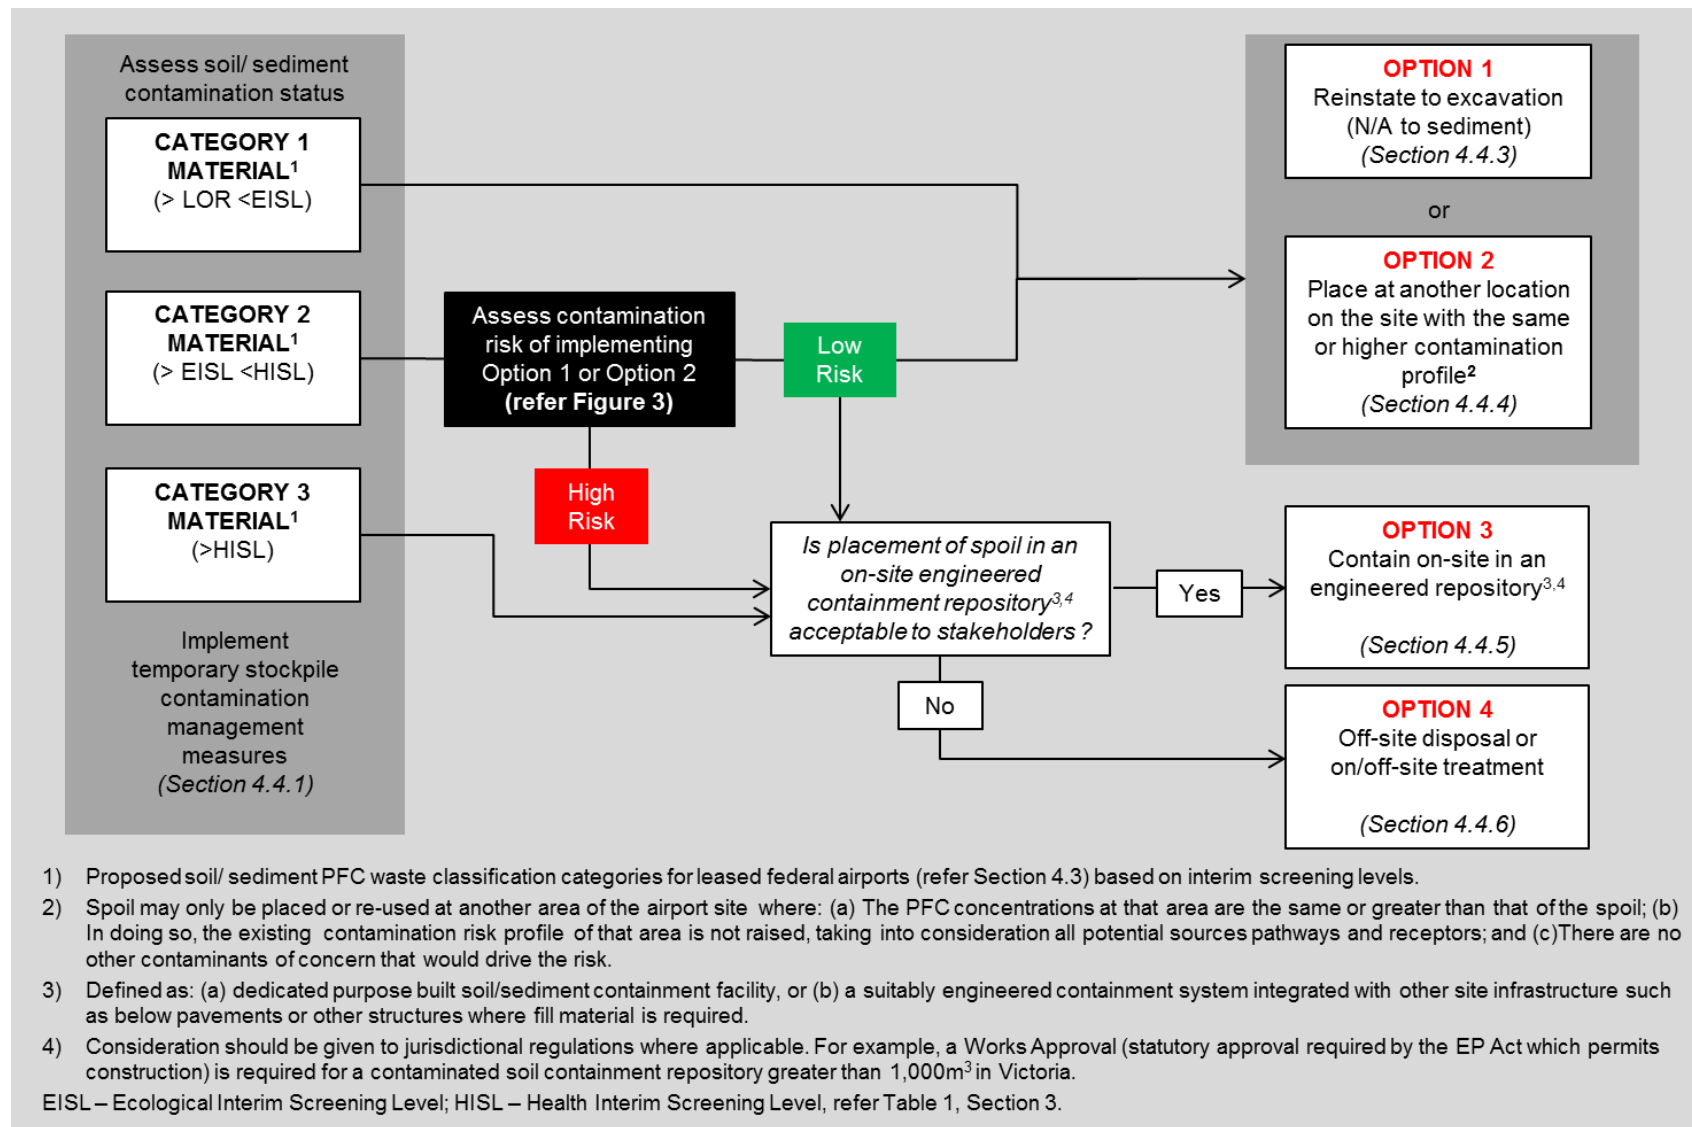 Assess soil/ sediment
contamination status
CATEGORY 1
MATERIAL¹
(> LOR <EISL)
CATEGORY 2
MATERIAL¹
(> EISL <HISL)
CATEGORY 3
MATERIAL¹
(>HISL)
Implement
temporary stockpile
contamination
management
measures
(Section 4.4.1)
Assess contamination
risk of implementing
Option 1 or Option 2
(refer Figure 3)
Low
Risk
High
Risk
Is placement of spoil in an
on-site engineered
containment repository³,⁴
acceptable to stakeholders ?
Yes
No
OPTION 1
Reinstate to excavation
(N/A to sediment)
(Section 4.4.3)
or
OPTION 2
Place at another location
on the site with the same
or higher contamination
profile²
(Section 4.4.4)
OPTION 3
Contain on-site in an
engineered repository³,⁴
(Section 4.4.5)
OPTION 4
Off-site disposal or
on/off-site treatment
(Section 4.4.6)
1) Proposed soil/ sediment PFC waste classification categories for leased federal airports (refer Section 4.3) based on interim screening levels.
2) Spoil may only be placed or re-used at another area of the airport site where: (a) The PFC concentrations at that area are the same or greater than that of the spoil; (b)
In doing so, the existing contamination risk profile of that area is not raised, taking into consideration all potential sources pathways and receptors; and (c)There are no
other contaminants of concern that would drive the risk.
3) Defined as: (a) dedicated purpose built soil/sediment containment facility, or (b) a suitably engineered containment system integrated with other site infrastructure such
as below pavements or other structures where fill material is required.
4) Consideration should be given to jurisdictional regulations where applicable. For example, a Works Approval (statutory approval required by the EP Act which permits
construction) is required for a contaminated soil containment repository greater than 1,000m³ in Victoria.
EISL – Ecological Interim Screening Level; HISL – Health Interim Screening Level, refer Table 1, Section 3.